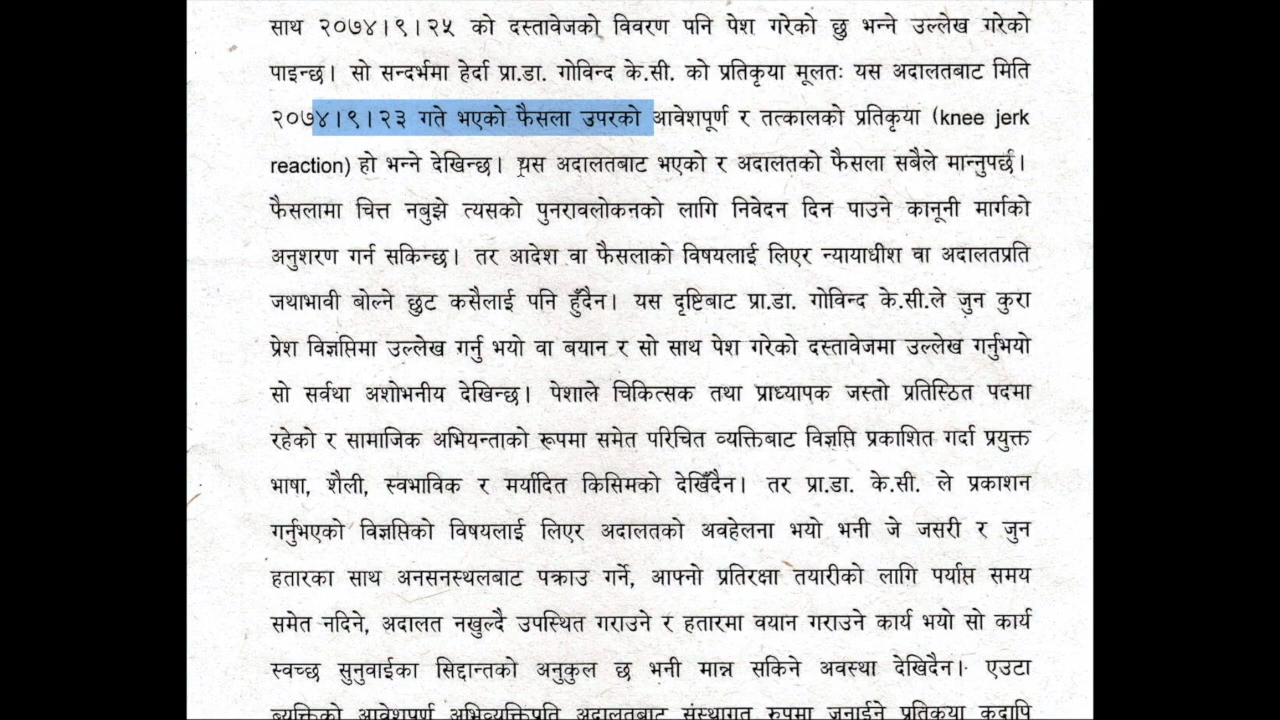 साथ २०७४।९।२५ को दस्तावेजको विवरण पनि पेश गरेको छु भन्ने उल्लेख गरेको
पाइन्छ। सो सन्दर्भमा हेर्दा प्रा.डा. गोविन्द के.सी. को प्रतिकृया मूलतः यस अदालतबाट मिति
२०७४।९।२३ गते भएको फैसला उपरको आवेशपूर्ण र तत्कालको प्रतिकृया (knee jerk
reaction) हो भन्ने देखिन्छ। यस अदालतबाट भएको र अदालतको फैसला सबैले मान्नुपर्छ।
फैसलामा चित्त नबुझे त्यसको पुनरावलोकनको लागि निवेदन दिन पाउने कानूनी मार्गको
अनुशरण गर्न सकिन्छ। तर आदेश वा फैसलाको विषयलाई लिएर न्यायाधीश वा अदालतप्रति
जथाभावी बोल्ने छुट कसैलाई पनि हुँदैन। यस दृष्टिबाट प्रा.डा. गोविन्द के.सी.ले जुन कुरा
प्रेश विज्ञप्तिमा उल्लेख गर्नु भयो वा बयान र सो साथ पेश गरेको दस्तावेजमा उल्लेख गर्नुभयो
सो सर्वथा अशोभनीय देखिन्छ। पेशाले चिकित्सक तथा प्राध्यापक जस्तो प्रतिस्ठित पदमा
रहेको र सामाजिक अभियन्ताको रूपमा समेत परिचित व्यक्तिबाट विज्ञप्ति प्रकाशित गर्दा प्रयुक्त
भाषा, शैली, स्वभाविक र मर्यादित किसिमको देखिँदैन। तर प्रा.डा. के.सी. ले प्रकाशन
गर्नुभएको विज्ञप्तिको विषयलाई लिएर अदालतको अवहेलना भयो भनी जे जसरी र जुन
हतारका साथ अनसनस्थलबाट पक्राउ गर्ने, आफ्नो प्रतिरक्षा तयारीको लागि पर्याप्त समय
समेत नदिने, अदालत नखुल्दै उपस्थित गराउने र हतारमा वयान गराउने कार्य भयो सो कार्य
स्वच्छ सुनुवाईका सिद्दान्तको अनुकुल छ भनी मान्न सकिने अवस्था देखिदैन। एउटा
ब्यक्तिको आवेशपूर्ण अभिव्यक्तिप्रति अदालतबाट संस्थागत रुपमा जनाईने प्रतिकृया कदापि